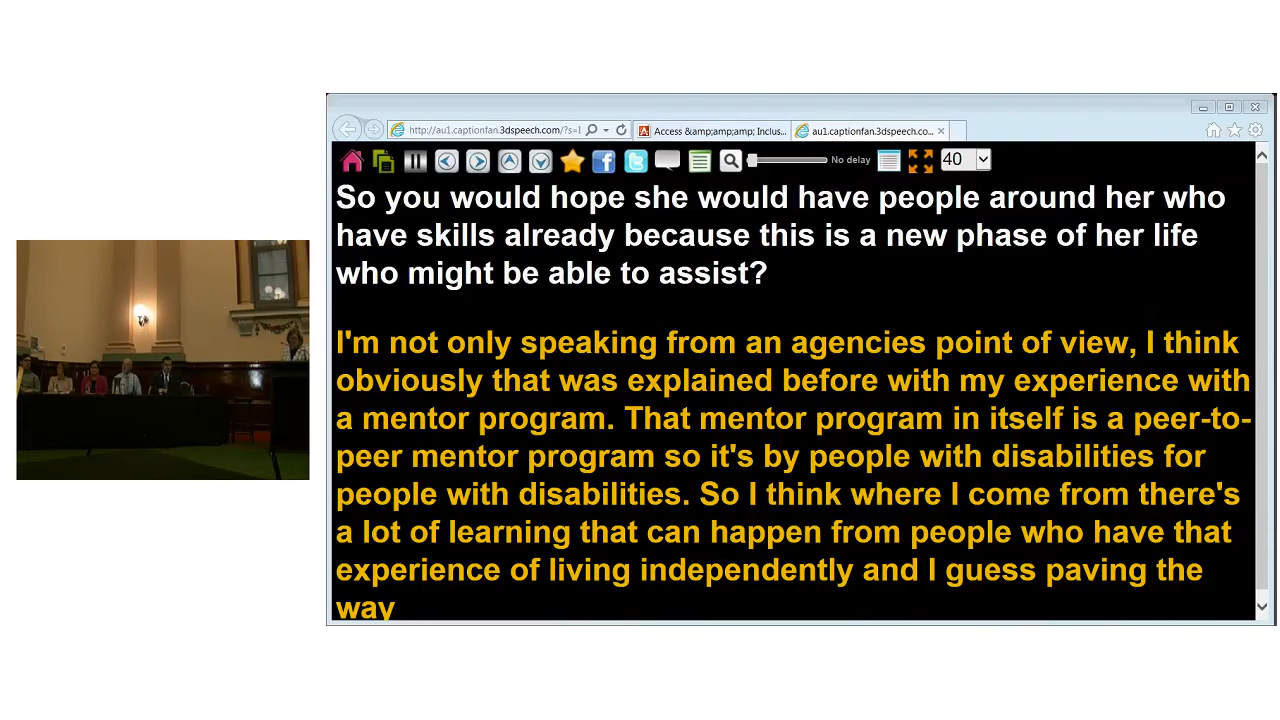 http://au1.captionfan.3dspeech.com/?s=I
Access &amp;amp;amp; Inclus...
au1.captionfan.3dspeech.co...
No delay
40
So you would hope she would have people around her who
have skills already because this is a new phase of her life
who might be able to assist?
I'm not only speaking from an agencies point of view, I think
obviously that was explained before with my experience with
a mentor program. That mentor program in itself is a peer-to-
peer mentor program so it's by people with disabilities for
people with disabilities. So I think where I come from there's
a lot of learning that can happen from people who have that
experience of living independently and I guess paving the
way